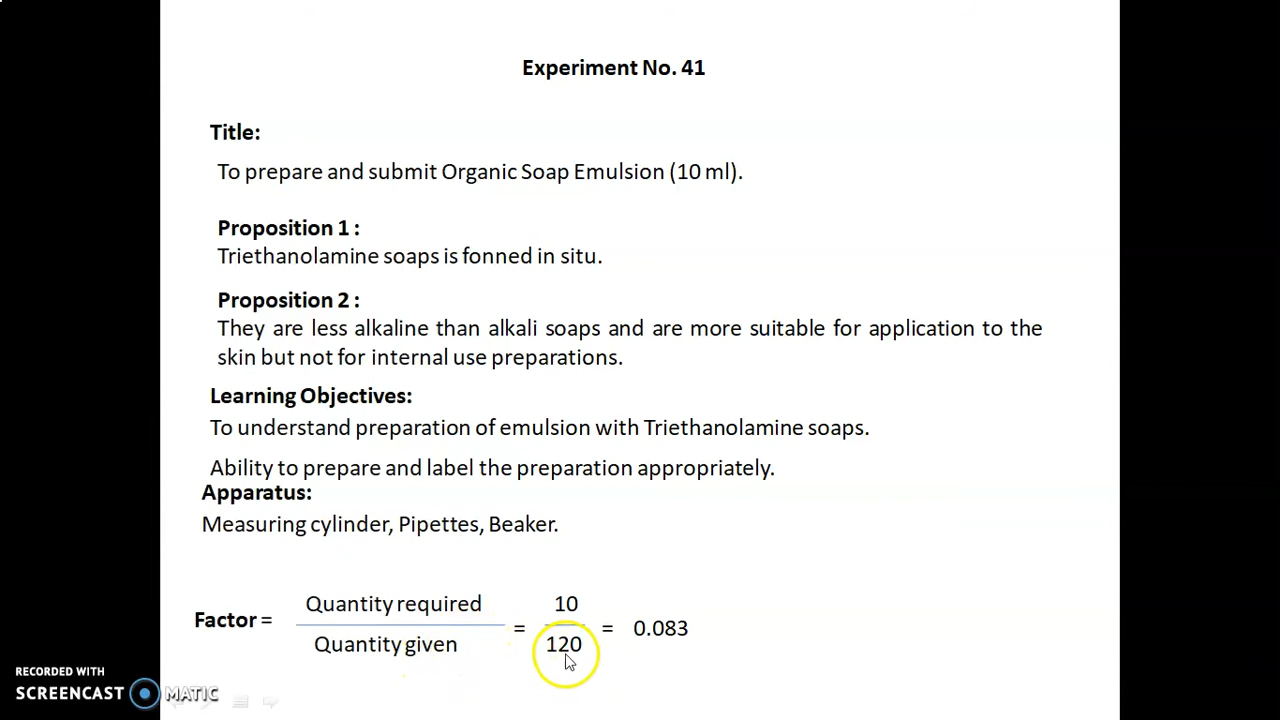 Experiment No. 41
Title:
To prepare and submit Organic Soap Emulsion (10 ml).
Proposition 1 :
Triethanolamine soaps is fonned in situ.
Proposition 2 :
They are less alkaline than alkali soaps and are more suitable for application to the
skin but not for internal use preparations.
Learning Objectives:
To understand preparation of emulsion with Triethanolamine soaps.
Ability to prepare and label the preparation appropriately.
Apparatus:
Measuring cylinder, Pipettes, Beaker.
Quantity required 10
Factor = = = 0.083
Quantity given 120
RECORDED WITH
SCREENCAST MATIC